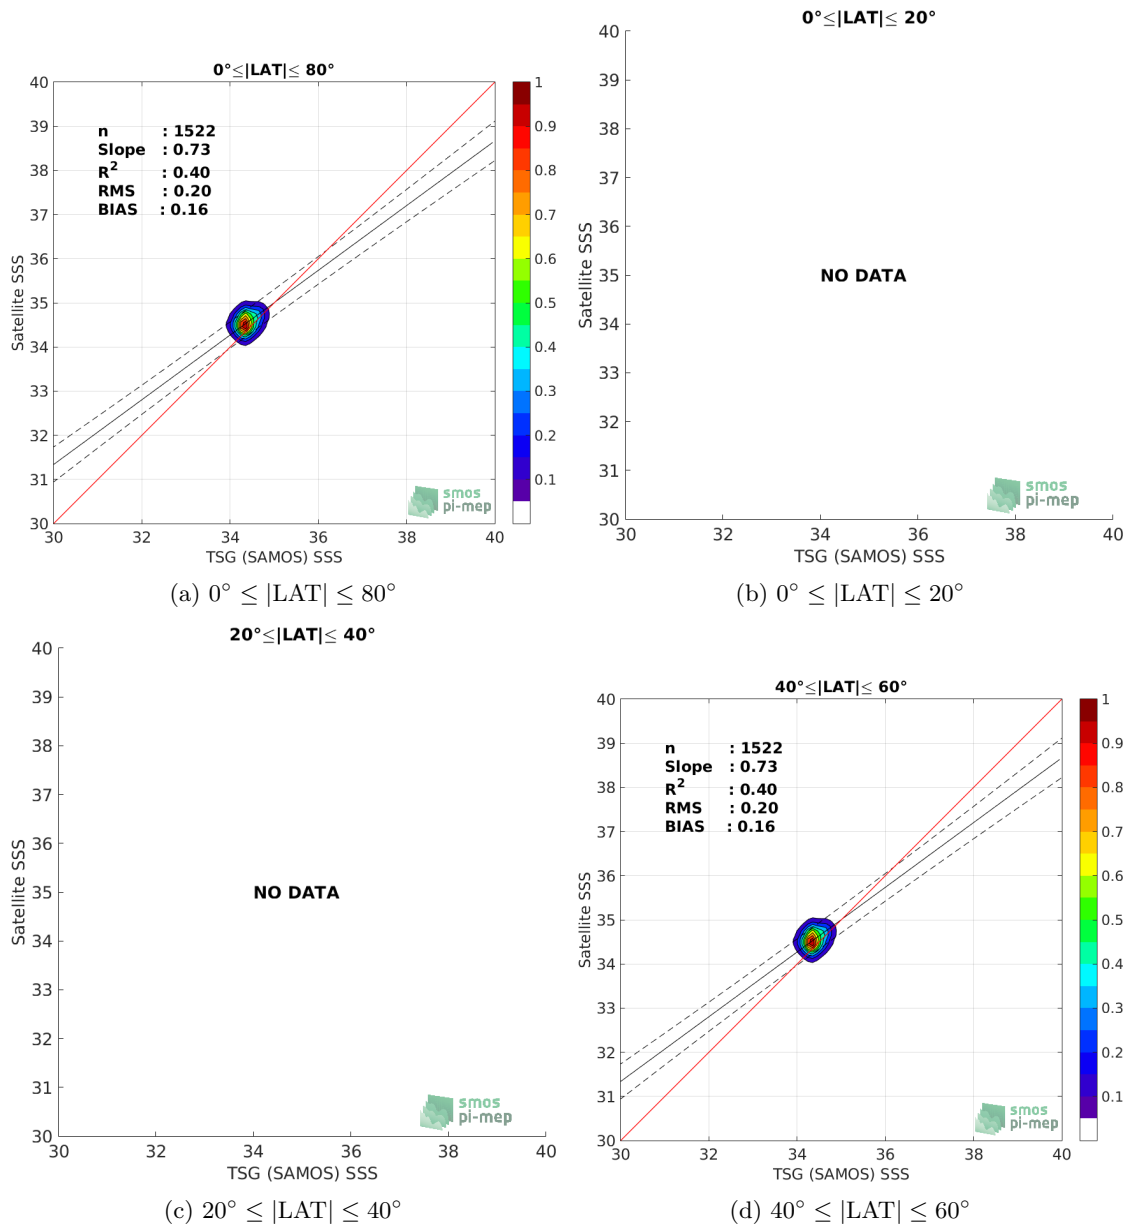 0°≤|LAT|≤ 80°
40
39
38
37
36
35
34
33
32
31
30
30
32
34
36
38
40
Satellite SSS
TSG (SAMOS) SSS
n : 1522
Slope : 0.73
R² : 0.40
RMS : 0.20
BIAS : 0.16
1
0.9
0.8
0.7
0.6
0.5
0.4
0.3
0.2
0.1
smos
pi-mep
(a) 0° ≤ |LAT| ≤ 80°
0°≤|LAT|≤ 20°
40
39
38
37
36
35
34
33
32
31
30
30
32
34
36
38
40
Satellite SSS
TSG (SAMOS) SSS
NO DATA
smos
pi-mep
(b) 0° ≤ |LAT| ≤ 20°
20°≤|LAT|≤ 40°
40
39
38
37
36
35
34
33
32
31
30
30
32
34
36
38
40
Satellite SSS
TSG (SAMOS) SSS
NO DATA
smos
pi-mep
(c) 20° ≤ |LAT| ≤ 40°
40°≤|LAT|≤ 60°
40
39
38
37
36
35
34
33
32
31
30
30
32
34
36
38
40
Satellite SSS
TSG (SAMOS) SSS
n : 1522
Slope : 0.73
R² : 0.40
RMS : 0.20
BIAS : 0.16
1
0.9
0.8
0.7
0.6
0.5
0.4
0.3
0.2
0.1
smos
pi-mep
(d) 40° ≤ |LAT| ≤ 60°